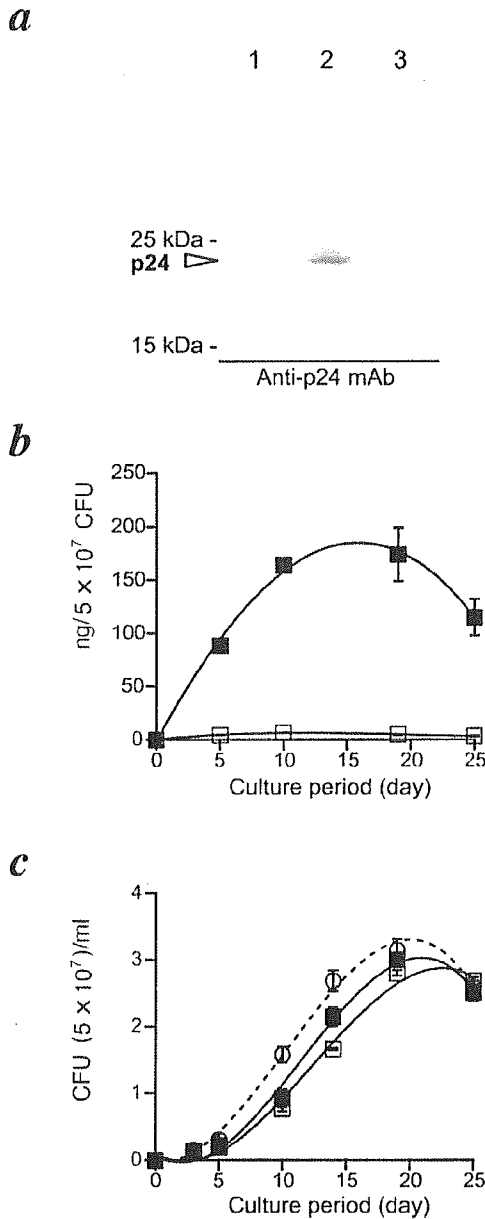 a
1 2 3
25 kDa -
p24
15 kDa -
Anti-p24 mAb
b
ng/5 × 10⁷ CFU
250
200
150
100
50
0
0 5 10 15 20 25
Culture period (day)
c
CFU (5 × 10⁷)/ml
4
3
2
1
0
0 5 10 15 20 25
Culture period (day)